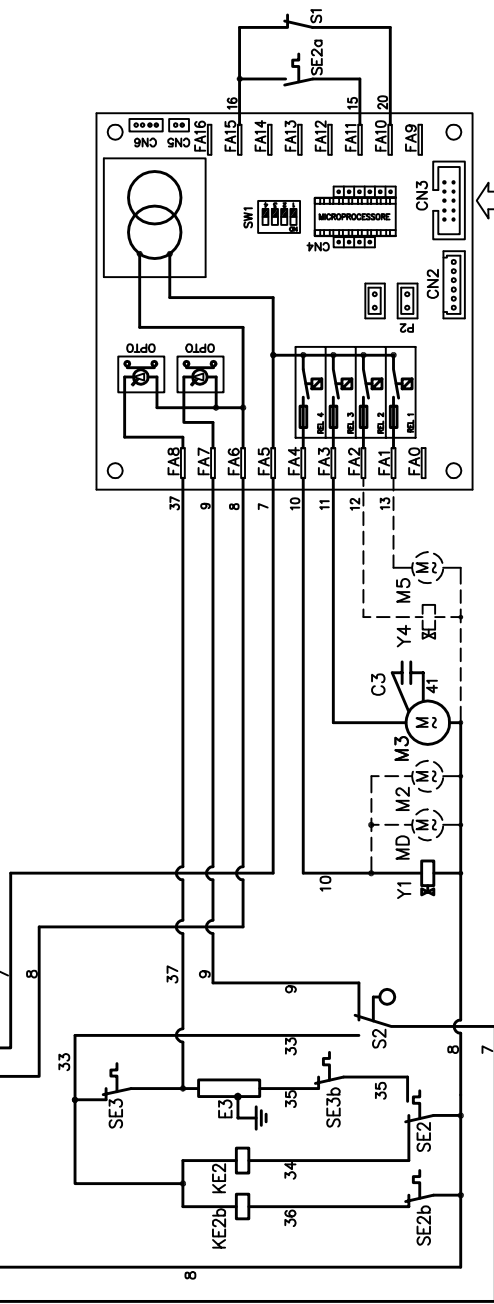 S1
SE2a
16
15
20
CN6
CN5
FA16
FA15
FA14
FA13
FA12
FA11
FA10
FA9
SW1
MICROPROCESSORE
CN4
CN3
CN2
P2
OPTO
OPTO
REL 4
REL 3
REL 2
REL 1
FA8
FA7
FA6
FA5
FA4
FA3
FA2
FA1
FA0
37
9
8
7
10
11
12
13
M5
M~
Y4
C3
41
M3
M~
M2
M~
MD
M~
Y1
10
7
8
37
9
9
33
33
S2
8
7
SE3
E3
35
SE3b
35
SE2
KE2
34
KE2b
36
SE2b
8